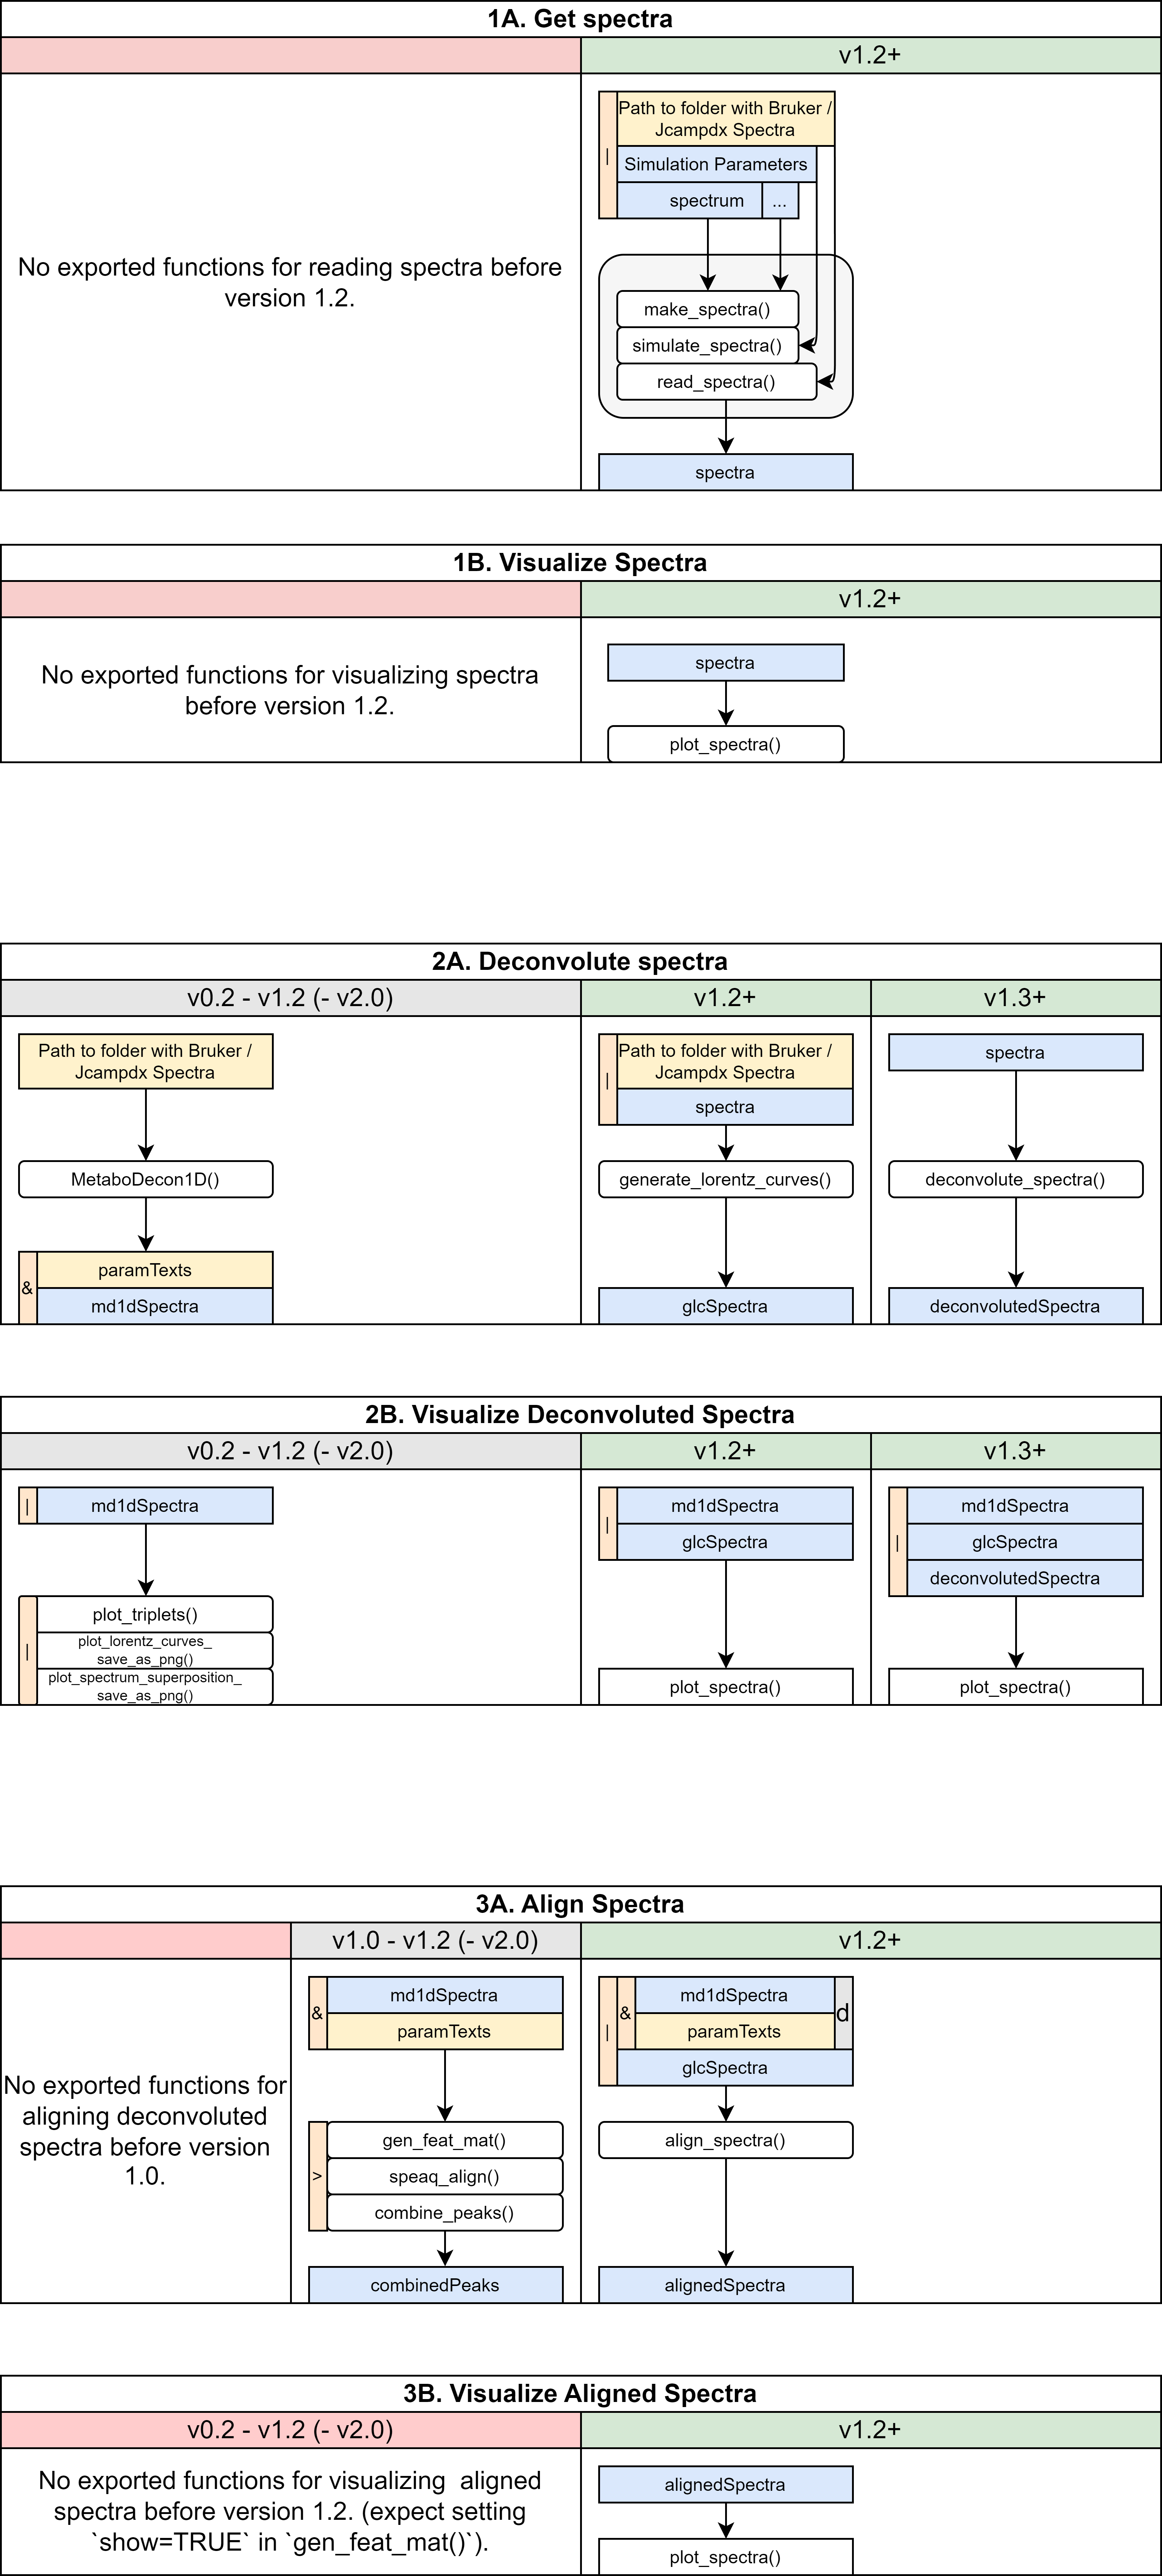 1A. Get spectra
v1.2+
No exported functions for reading spectra before
version 1.2.
|
Path to folder with Bruker /
Jcampdx Spectra
Simulation Parameters
spectrum
...
make_spectra()
simulate_spectra()
read_spectra()
spectra
1B. Visualize Spectra
v1.2+
No exported functions for visualizing spectra
before version 1.2.
spectra
plot_spectra()
2A. Deconvolute spectra
v0.2 - v1.2 (- v2.0)
v1.2+
v1.3+
Path to folder with Bruker /
Jcampdx Spectra
MetaboDecon1D()
&
paramTexts
md1dSpectra
|
Path to folder with Bruker /
Jcampdx Spectra
spectra
generate_lorentz_curves()
glcSpectra
spectra
deconvolute_spectra()
deconvolutedSpectra
2B. Visualize Deconvoluted Spectra
v0.2 - v1.2 (- v2.0)
v1.2+
v1.3+
|
md1dSpectra
|
plot_triplets()
plot_lorentz_curves_
save_as_png()
plot_spectrum_superposition_
save_as_png()
|
md1dSpectra
glcSpectra
plot_spectra()
|
md1dSpectra
glcSpectra
deconvolutedSpectra
plot_spectra()
3A. Align Spectra
v1.0 - v1.2 (- v2.0)
v1.2+
No exported functions for
aligning deconvoluted
spectra before version
1.0.
&
md1dSpectra
paramTexts
>
gen_feat_mat()
speaq_align()
combine_peaks()
combinedPeaks
|
&
md1dSpectra
paramTexts
d
glcSpectra
align_spectra()
alignedSpectra
3B. Visualize Aligned Spectra
v0.2 - v1.2 (- v2.0)
v1.2+
No exported functions for visualizing  aligned
spectra before version 1.2. (expect setting
`show=TRUE` in `gen_feat_mat()`).
alignedSpectra
plot_spectra()